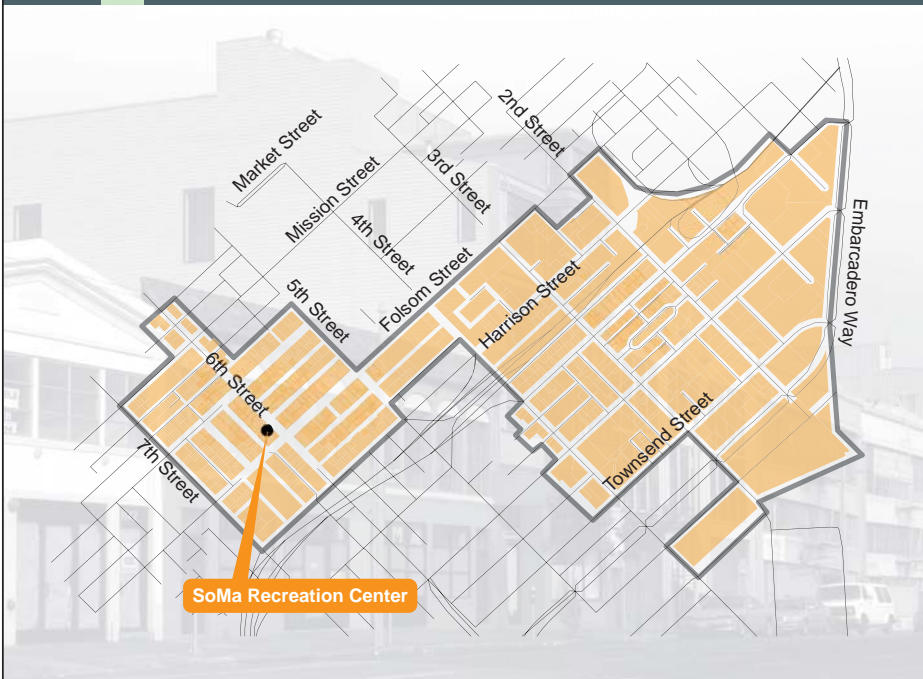 2nd Street
Market Street
Mission Street
3rd Street
4th Street
Embarcadero Way
Folsom Street
5th Street
Harrison Street
6th Street
Townsend Street
7th Street
SoMa Recreation Center